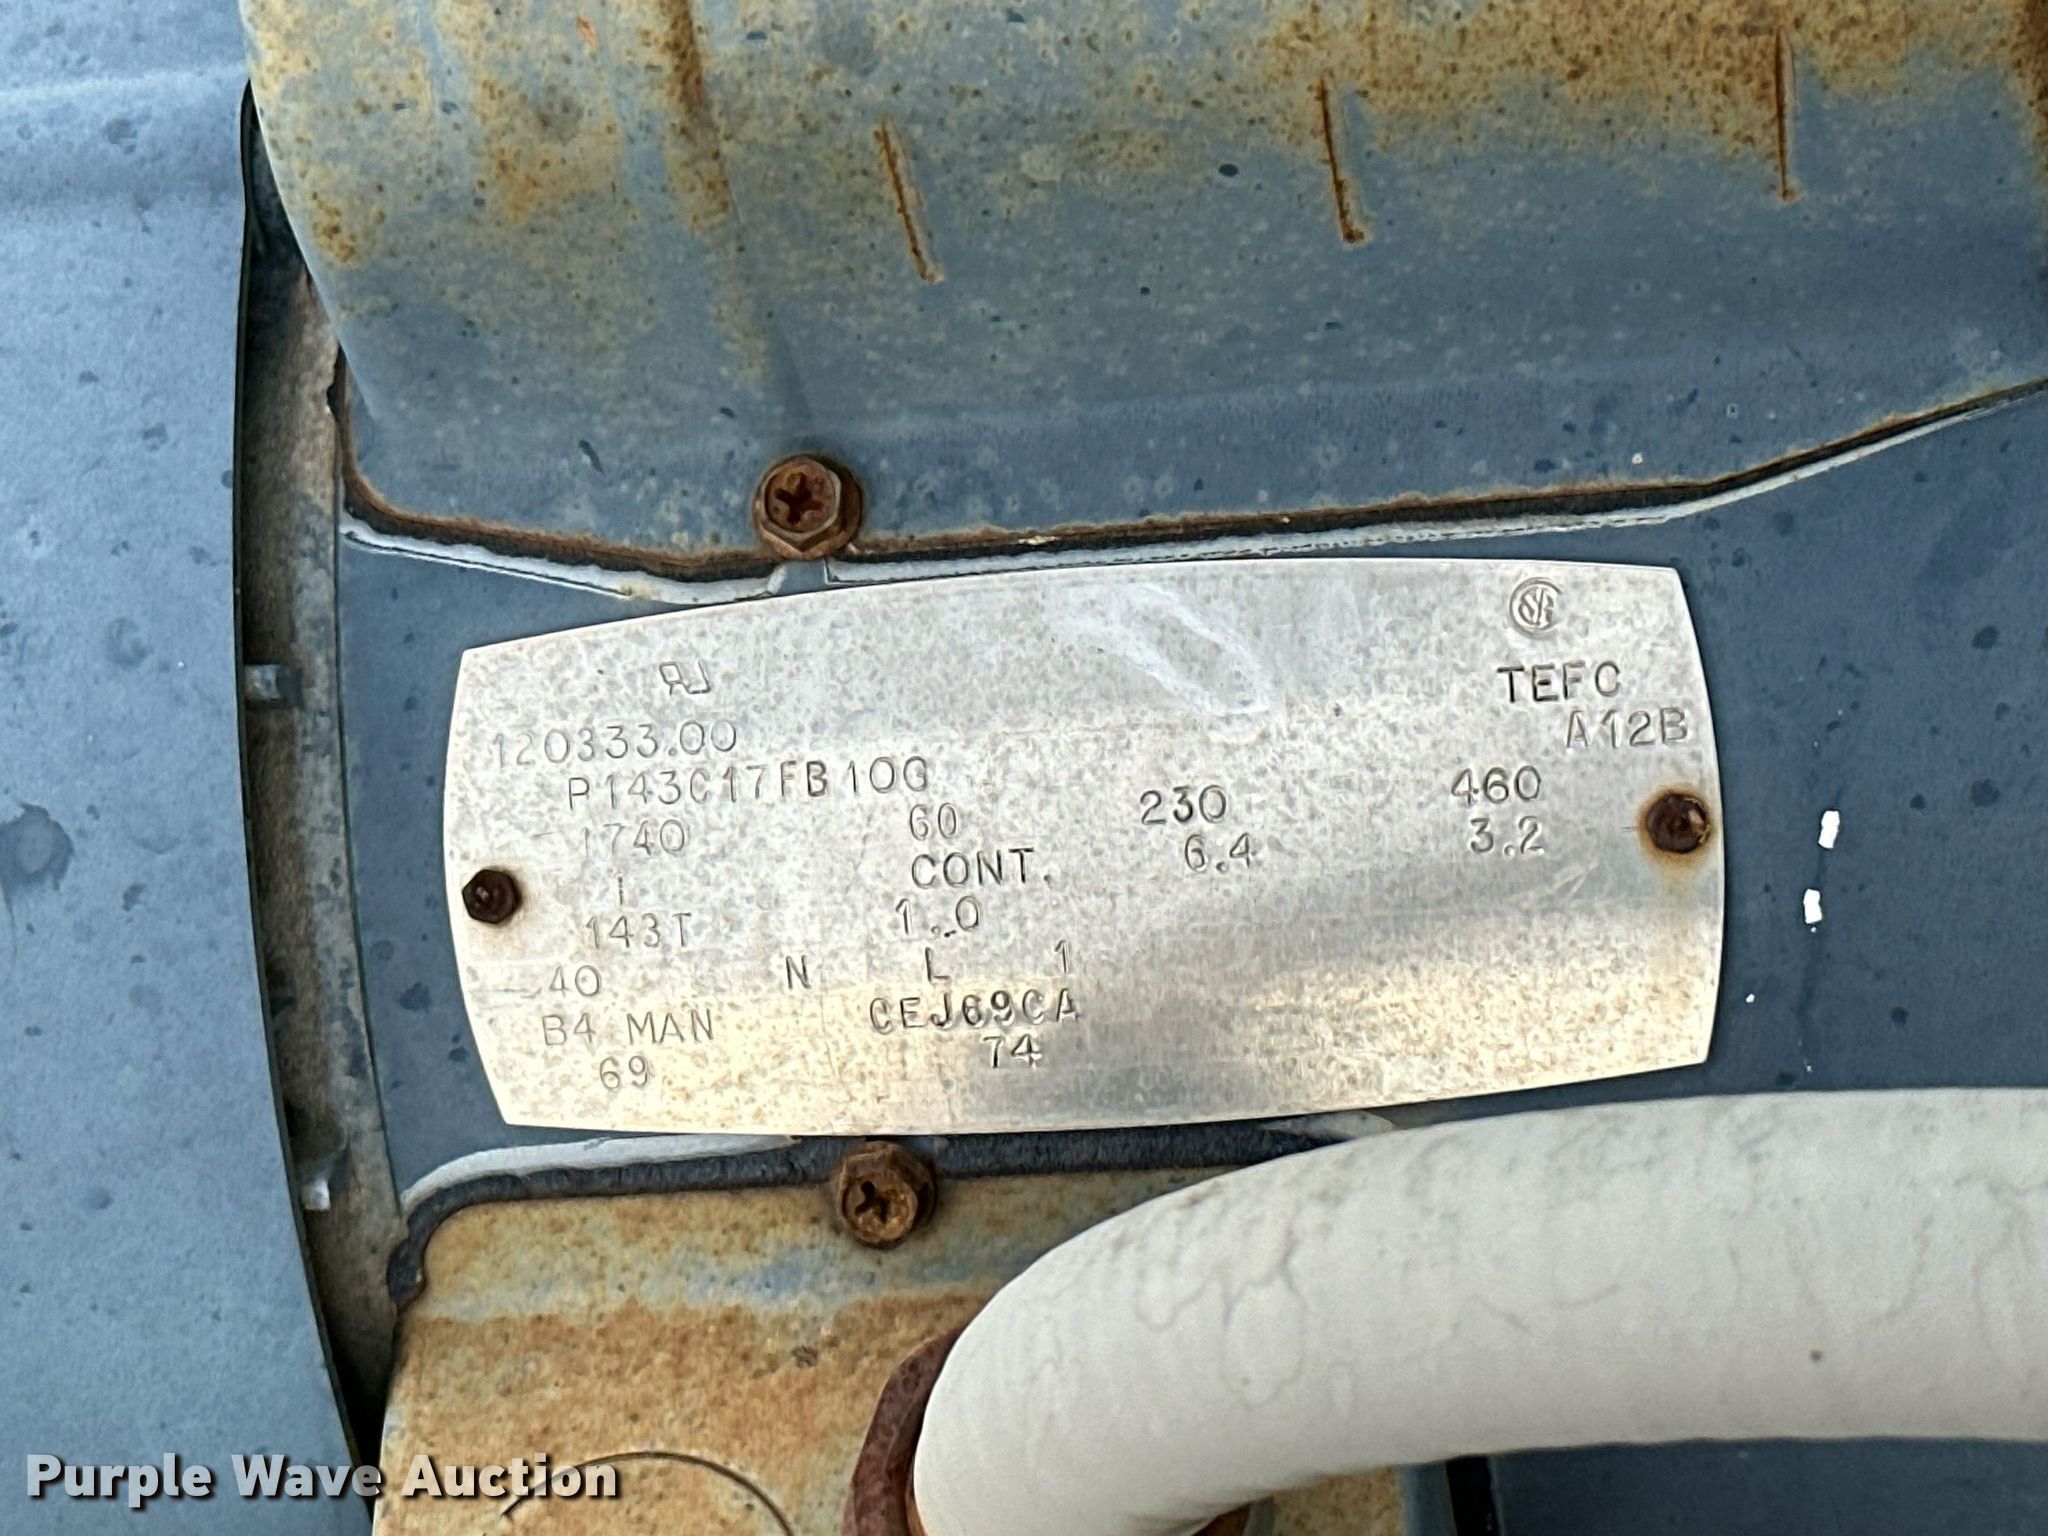 TEFC
120333.00 A12B
P143C17FB10G
1740 60 230 460
1 CONT. 6.4 3.2
143T 1.0
40 N L 1
B4 MAN CEJ69CA
69 74
Purple Wave Auction